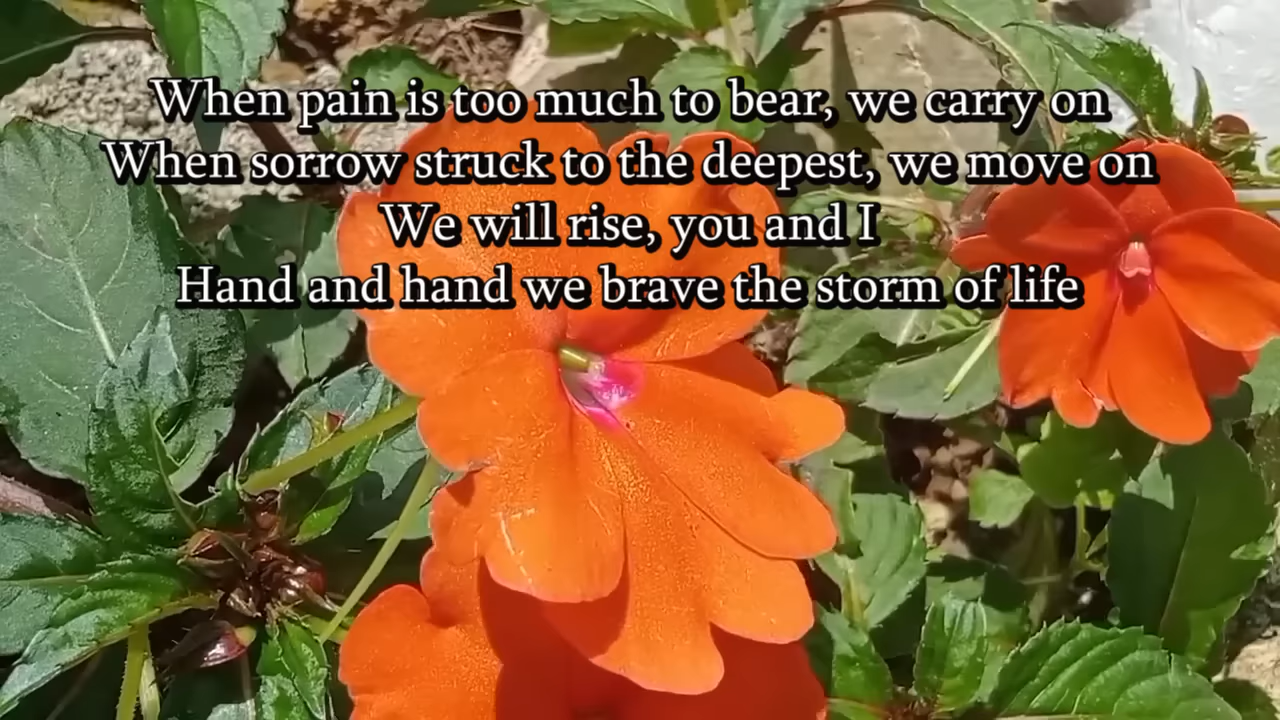 When pain is too much to bear, we carry on
When sorrow struck to the deepest, we move on
We will rise, you and I
Hand and hand we brave the storm of life